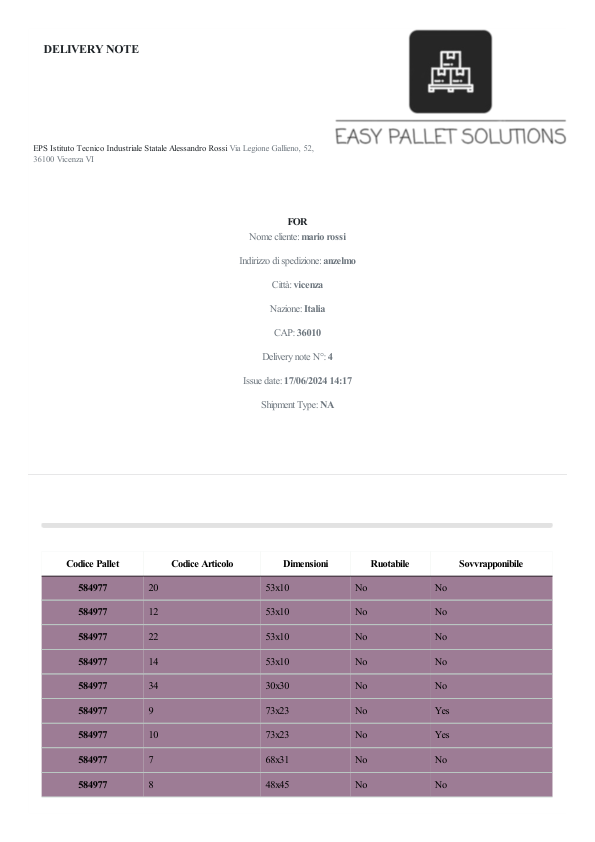 DELIVERY NOTE
EASY PALLET SOLUTIONS
EPS Istituto Tecnico Industriale Statale Alessandro Rossi Via Legione Gallieno, 52,
36100 Vicenza VI
FOR
Nome cliente: mario rossi
Indirizzo di spedizione: anzelmo
Città: vicenza
Nazione: Italia
CAP: 36010
Delivery note N°: 4
Issue date: 17/06/2024 14:17
Shipment Type: NA
Codice Pallet Codice Articolo Dimensioni Ruotabile Sovvrapponibile
584977 20 53x10 No No
584977 12 53x10 No No
584977 22 53x10 No No
584977 14 53x10 No No
584977 34 30x30 No No
584977 9 73x23 No Yes
584977 10 73x23 No Yes
584977 7 68x31 No No
584977 8 48x45 No No